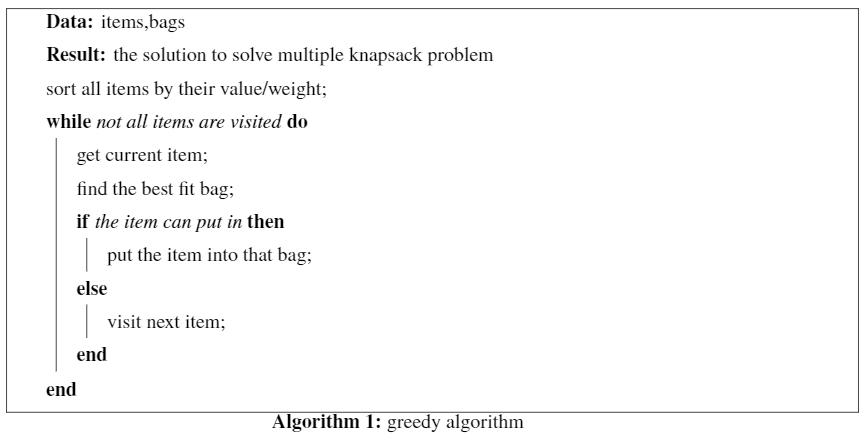 Data: items,bags
Result: the solution to solve multiple knapsack problem
sort all items by their value/weight;
while not all items are visited do
get current item;
find the best fit bag;
if the item can put in then
put the item into that bag;
else
visit next item;
end
end
Algorithm 1: greedy algorithm